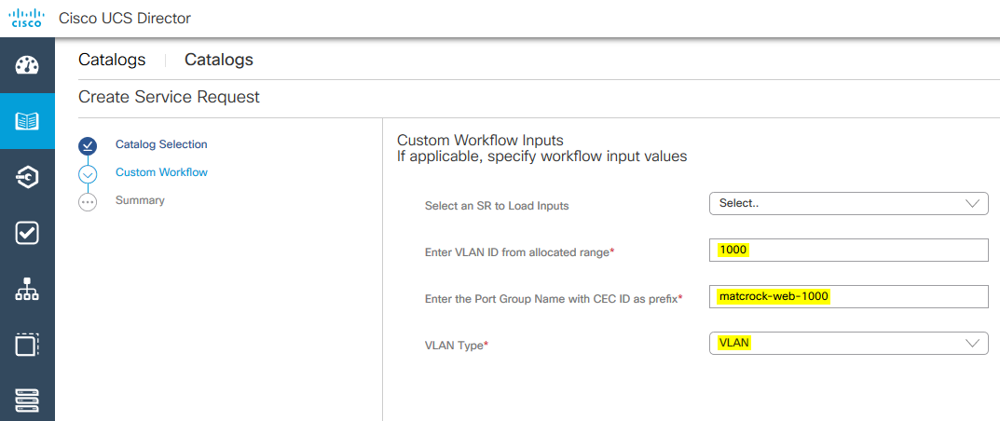 CISCO
Cisco UCS Director
Catalogs
Catalogs
Create Service Request
Catalog Selection
Custom Workflow
Summary
Custom Workflow Inputs
If applicable, specify workflow input values
Select an SR to Load Inputs
Select..
Enter VLAN ID from allocated range*
1000
Enter the Port Group Name with CEC ID as prefix*
matcrock-web-1000
VLAN Type*
VLAN